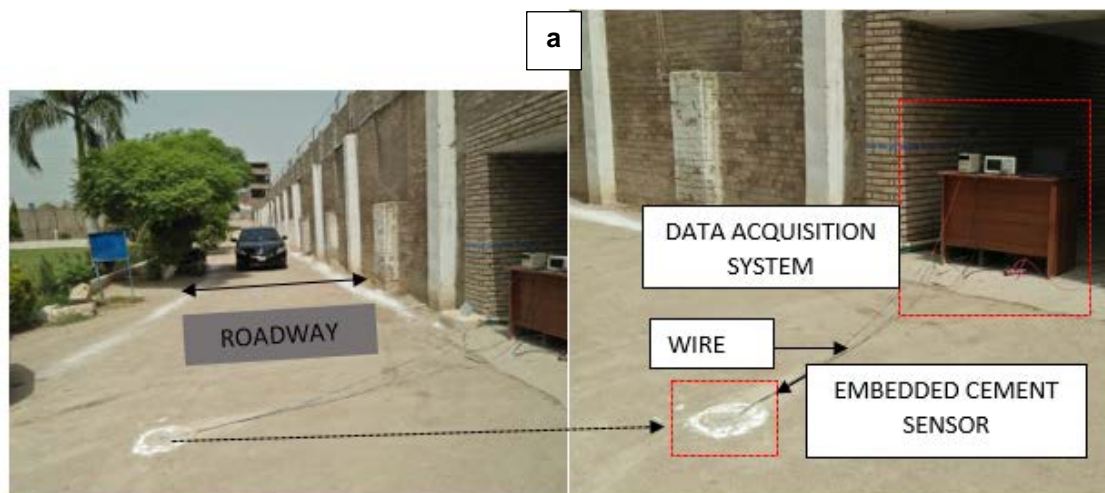 a
ROADWAY
DATA ACQUISITION
SYSTEM
WIRE
EMBEDDED CEMENT
SENSOR